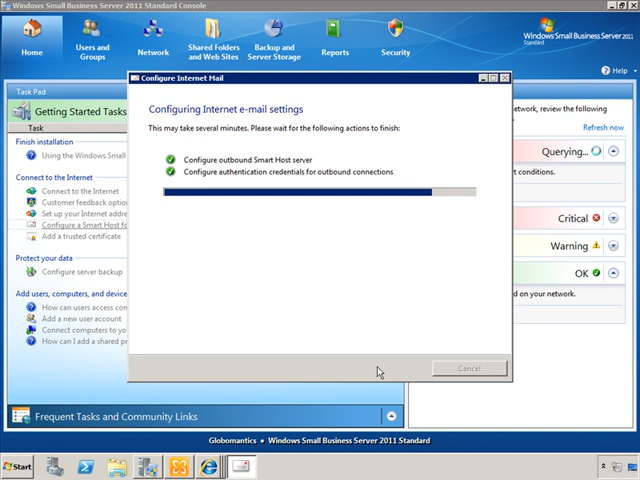 Windows Small Business Server 2011 Standard Console
Home
Users and
Groups
Network
Shared Folders
and Web Sites
Backup and
Server Storage
Reports
Security
Windows Small Business Server 2011
Standard
Help
Task Pad
Getting Started Tasks
Task
Finish installation
Using the Windows Small
Connect to the Internet
Connect to the Internet
Customer feedback optio
Set up your Internet addre
Configure a Smart Host fo
Add a trusted certificate
Protect your data
Configure server backup
Add users, computers, and device
How can users access con
Add a new user account
Connect computers to yo
How can I add a shared p
Frequent Tasks and Community Links
Configure Internet Mail
Configuring Internet e-mail settings
This may take several minutes. Please wait for the following actions to finish:
Configure outbound Smart Host server
Configure authentication credentials for outbound connections
Cancel
etwork, review the following
Refresh now
Querying...
rt conditions.
Critical
Warning
OK
d on your network.
Globomantics • Windows Small Business Server 2011 Standard
Start